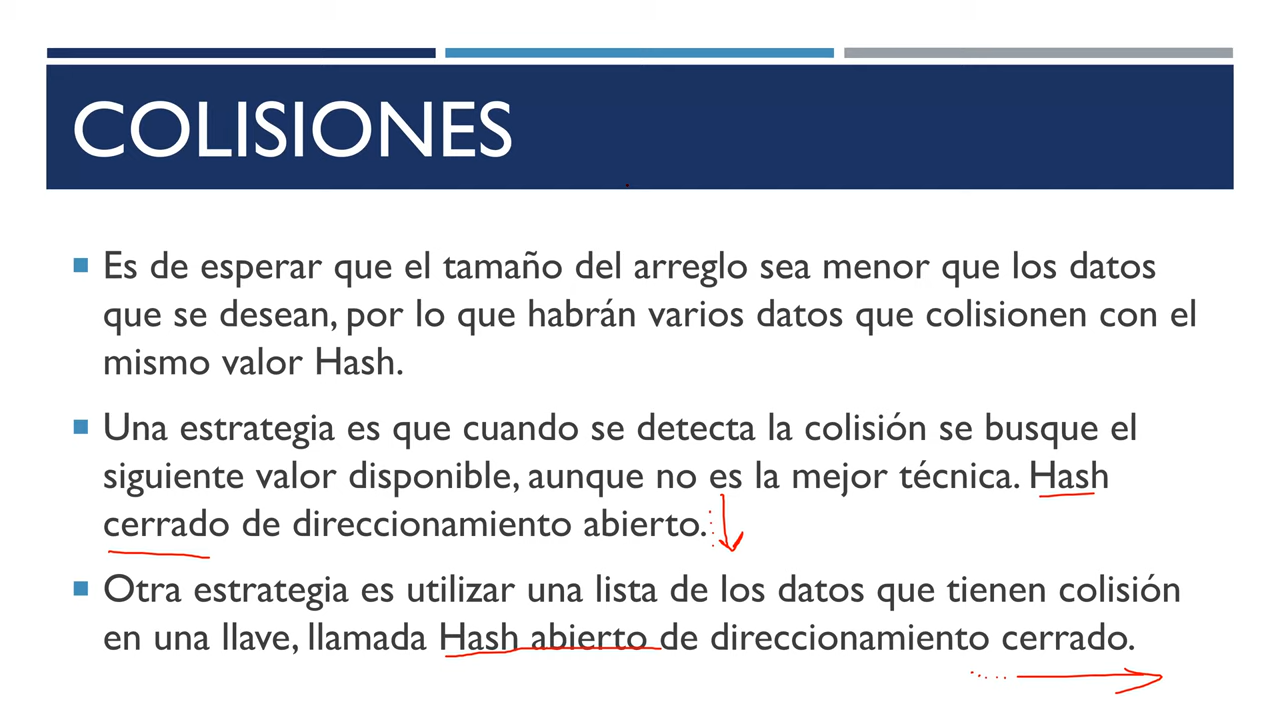 COLISIONES
Es de esperar que el tamaño del arreglo sea menor que los datos
que se desean, por lo que habrán varios datos que colisionen con el
mismo valor Hash.
Una estrategia es que cuando se detecta la colisión se busque el
siguiente valor disponible, aunque no es la mejor técnica. Hash
cerrado de direccionamiento abierto.
Otra estrategia es utilizar una lista de los datos que tienen colisión
en una llave, llamada Hash abierto de direccionamiento cerrado.